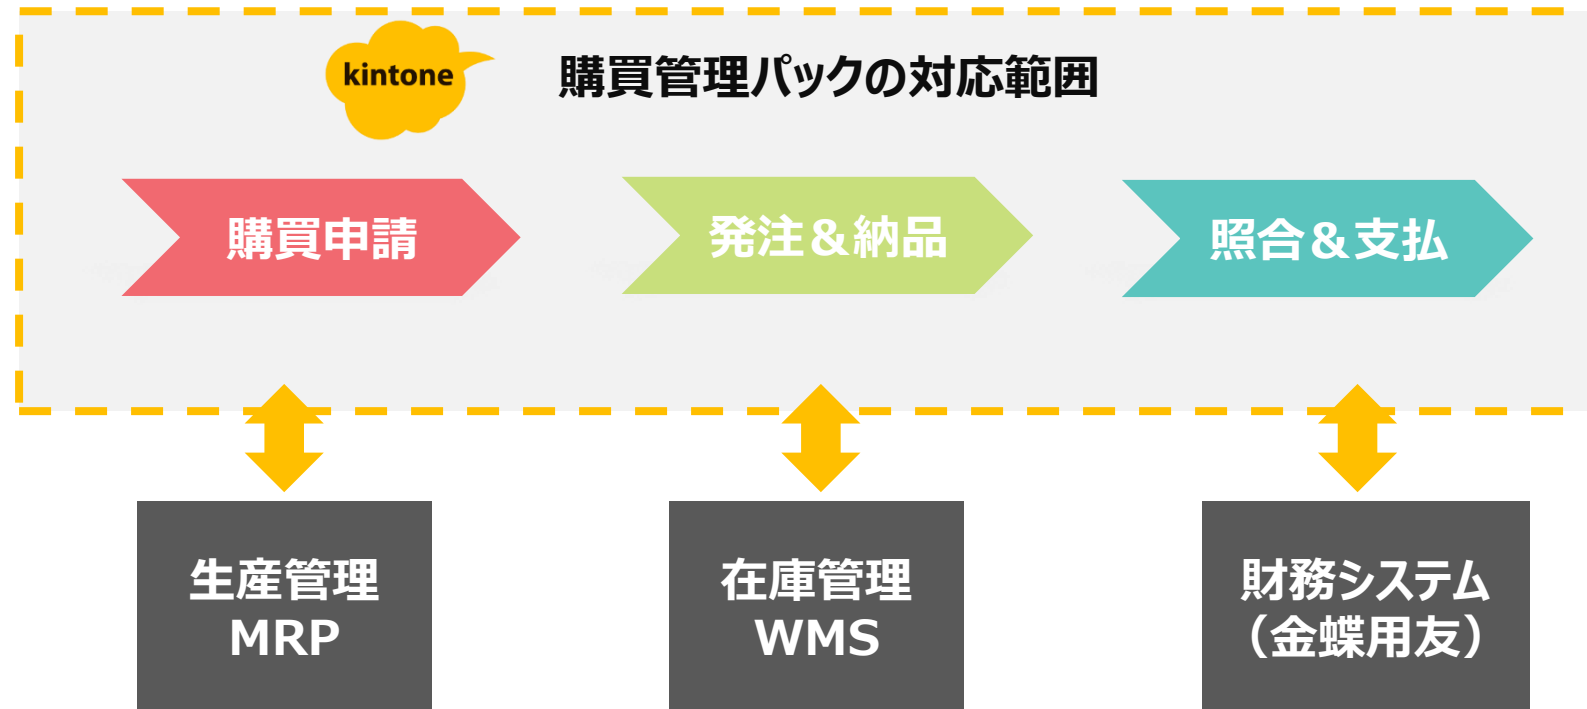 kintone
購買管理パックの対応範囲
購買申請
発注＆納品
照合＆支払
生産管理
MRP
在庫管理
WMS
財務システム
（金蝶用友）